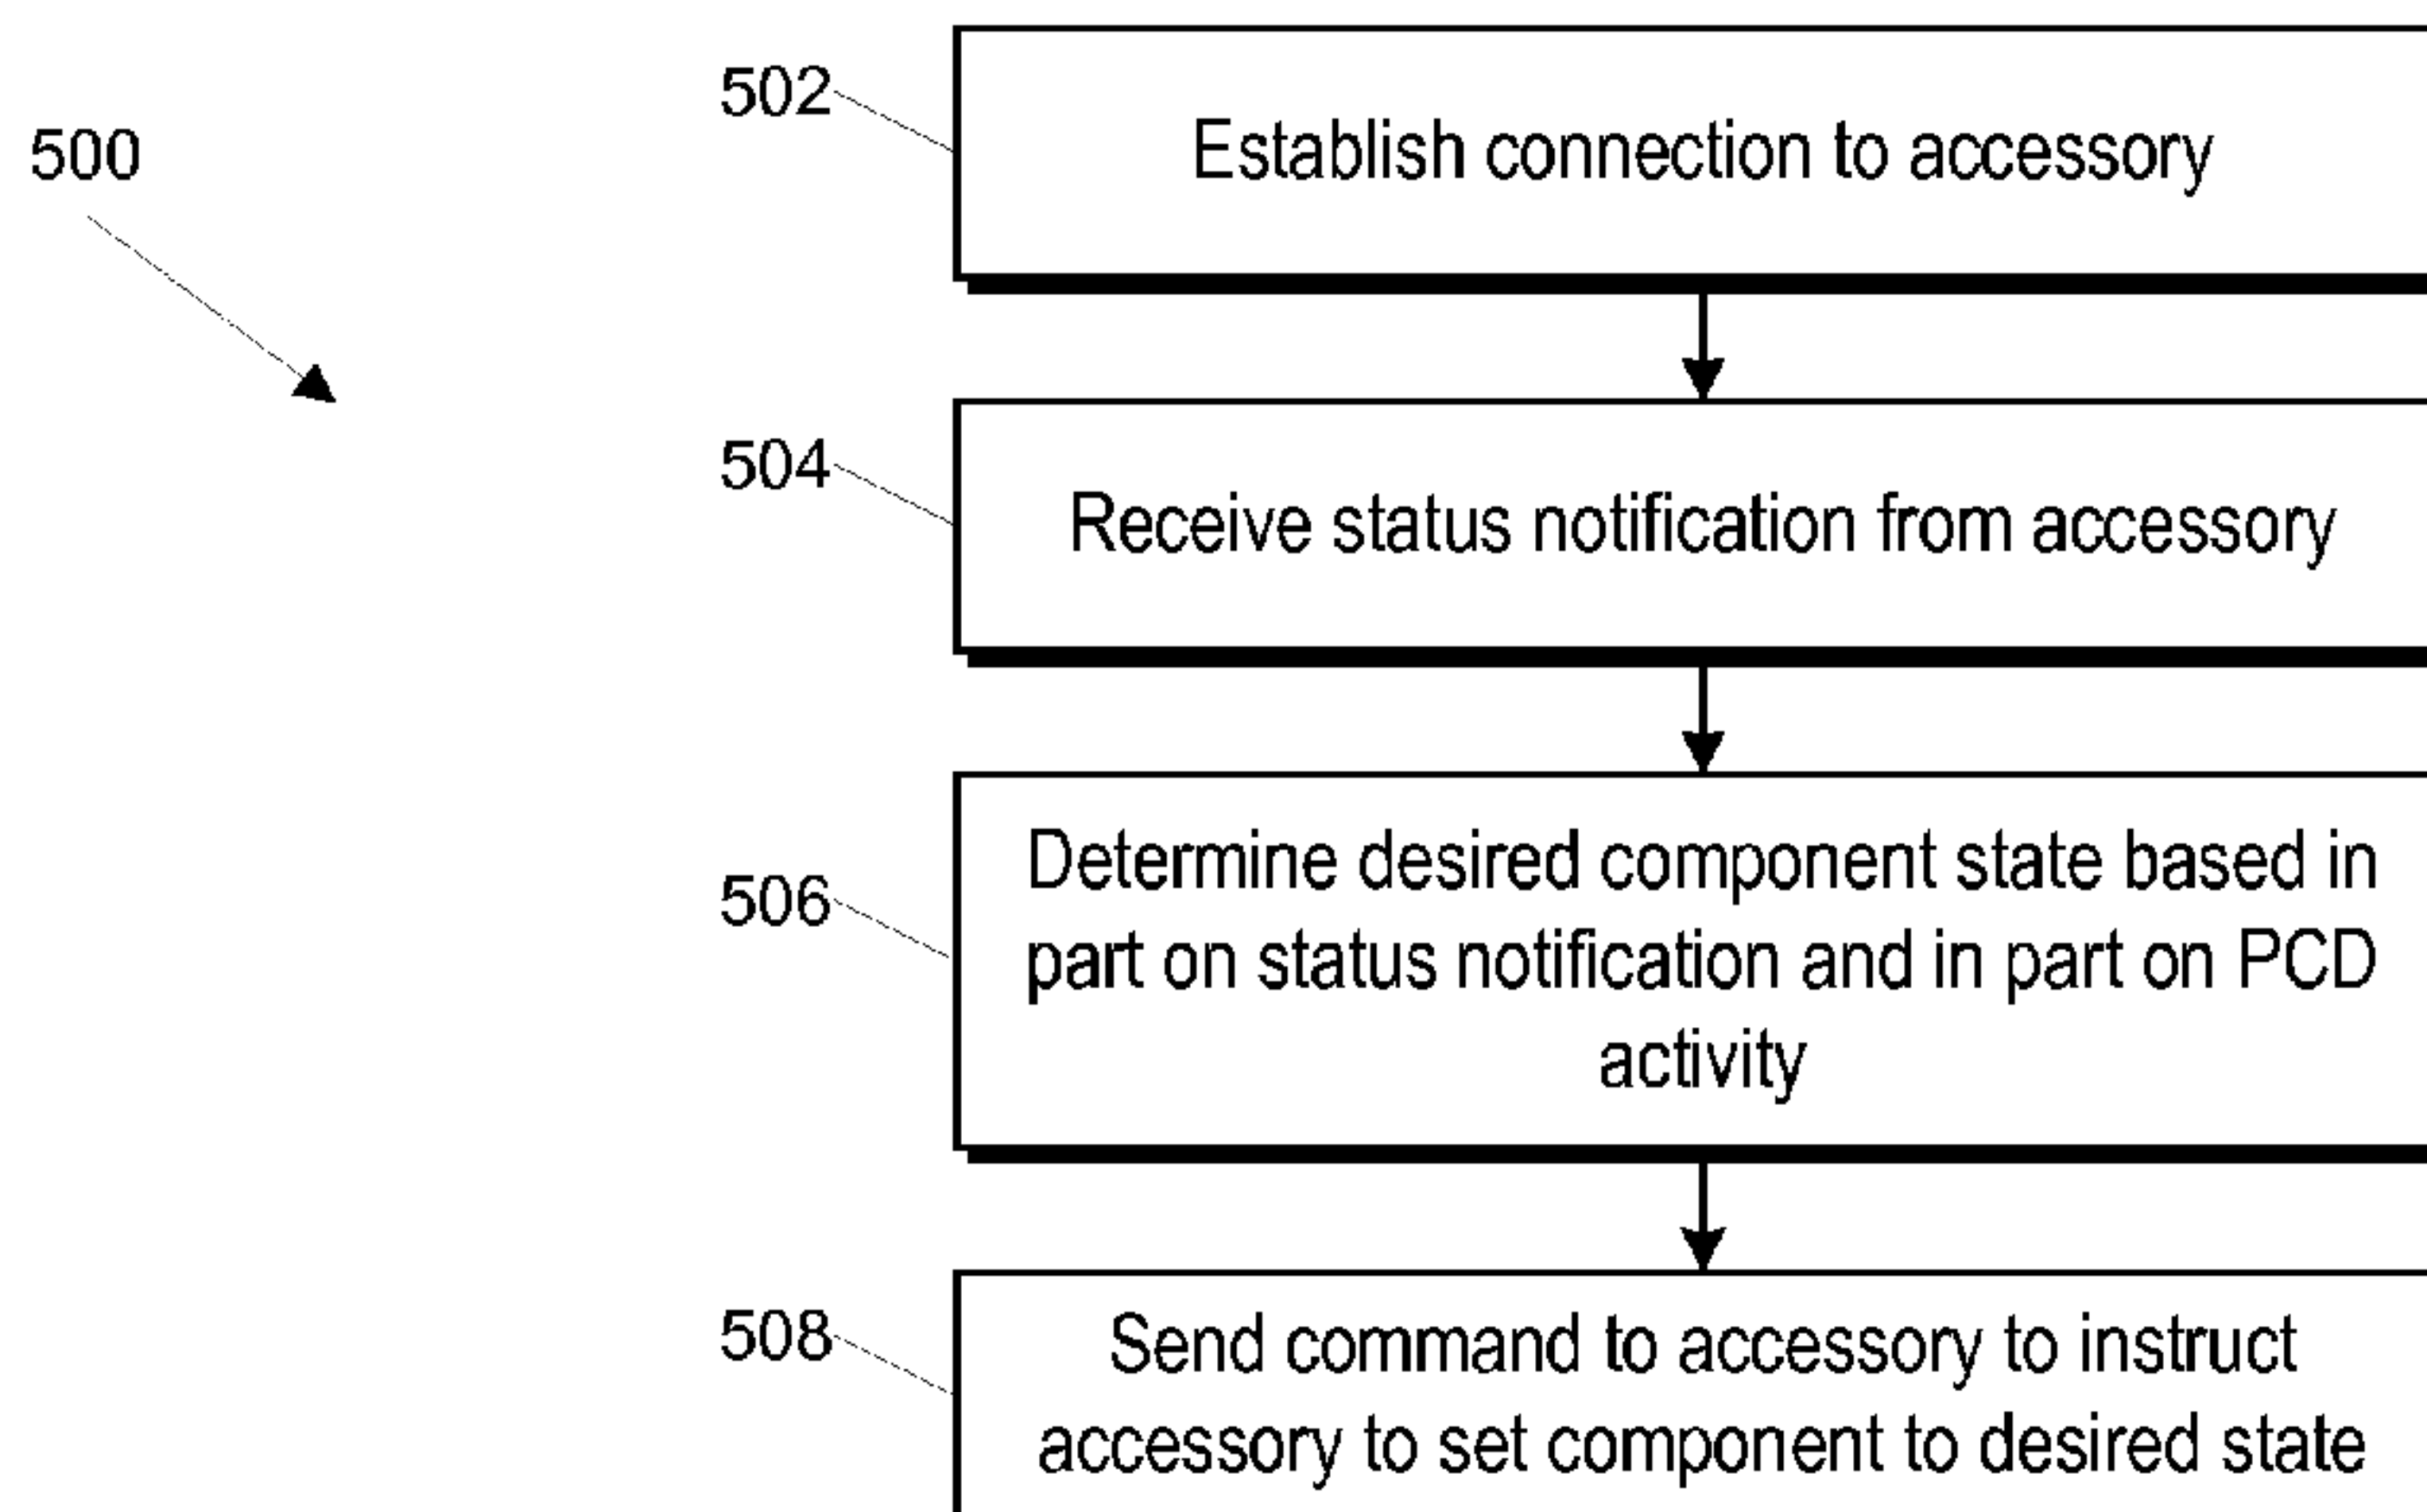 500
502
Establish connection to accessory
504
Receive status notification from accessory
506
Determine desired component state based in
part on status notification and in part on PCD
activity
508
Send command to accessory to instruct
accessory to set component to desired state